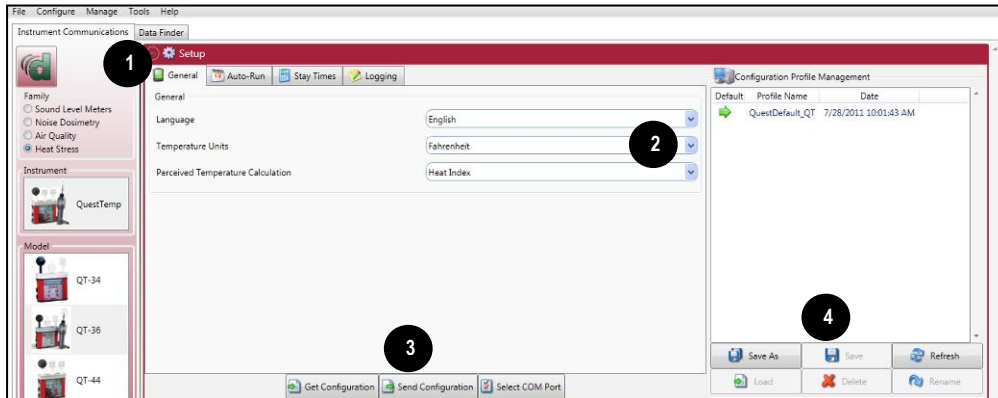 File Configure Manage Tools Help
Instrument Communications Data Finder
1
Setup
General Auto-Run Stay Times Logging
General
Language English
Temperature Units Fahrenheit
2
Perceived Temperature Calculation Heat Index
Family
Sound Level Meters
Noise Dosimetry
Air Quality
Heat Stress
Instrument
QuestTemp
Model
QT-34
QT-36
QT-44
3
Get Configuration Send Configuration Select COM Port
Configuration Profile Management
Default Profile Name Date
QuestDefault_QT 7/28/2011 10:01:43 AM
4
Save As Save Refresh
Load Delete Rename